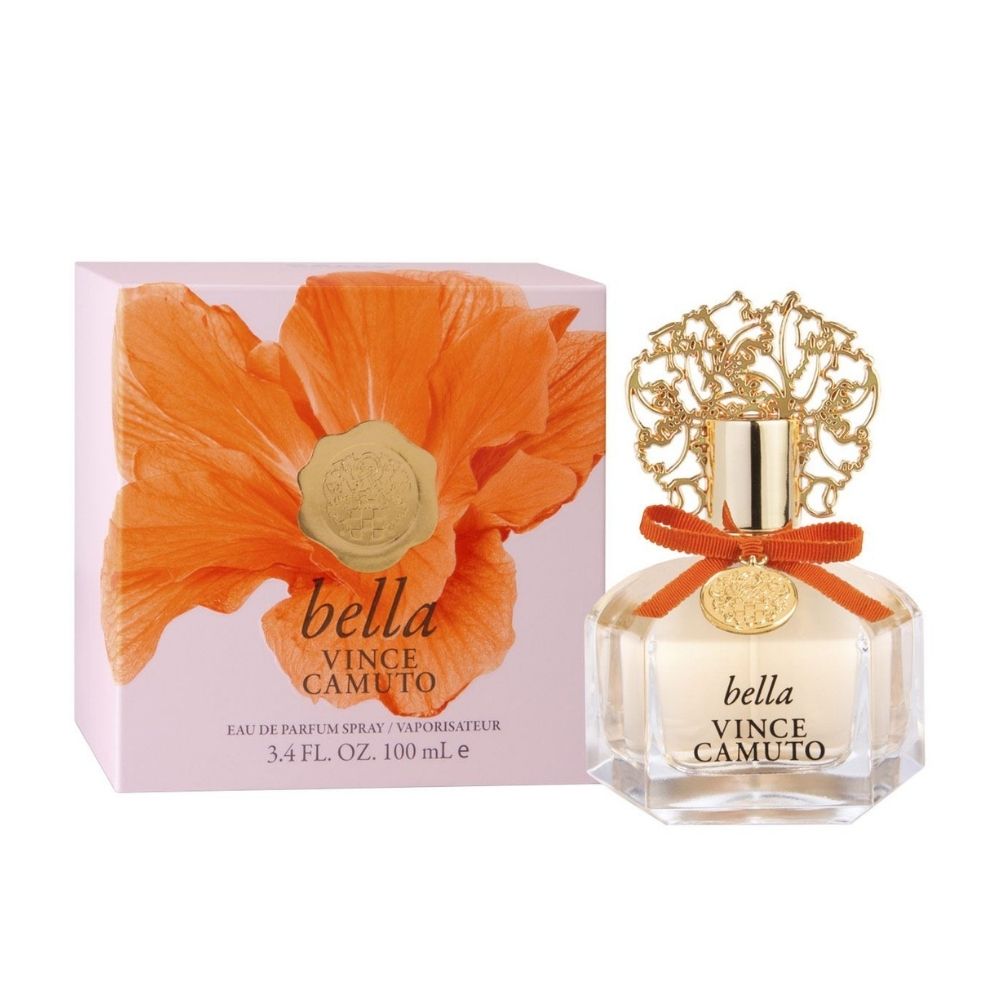 bella
VINCE
CAMUTO
EAU DE PARFUM SPRAY / VAPORISATEUR
3.4 FL. OZ. 100 mL e
bella
VINCE
CAMUTO